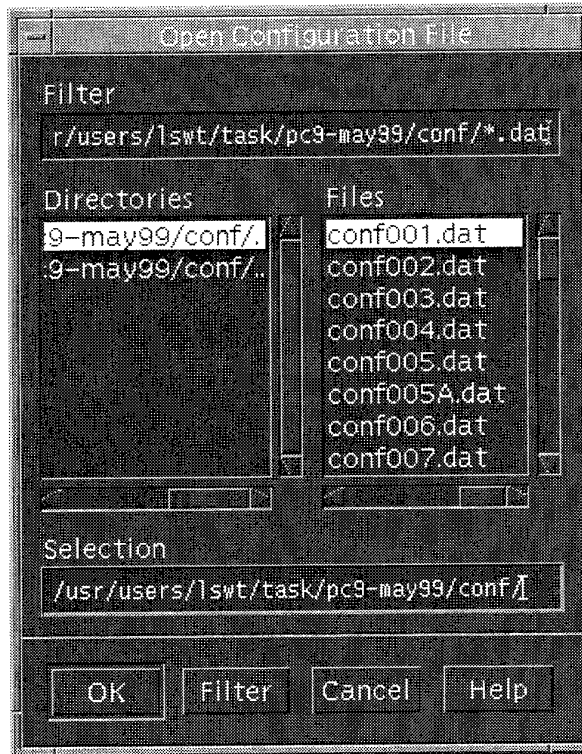 Open Configuration File
Filter
r/users/lswt/task/pc9-may99/conf/*.dat
Directories
Files
:9-may99/conf/.
:9-may99/conf/..
conf001.dat
conf002.dat
conf003.dat
conf004.dat
conf005.dat
conf005A.dat
conf006.dat
conf007.dat
Selection
/usr/users/lswt/task/pc9-may99/conf/
OK Filter Cancel Help